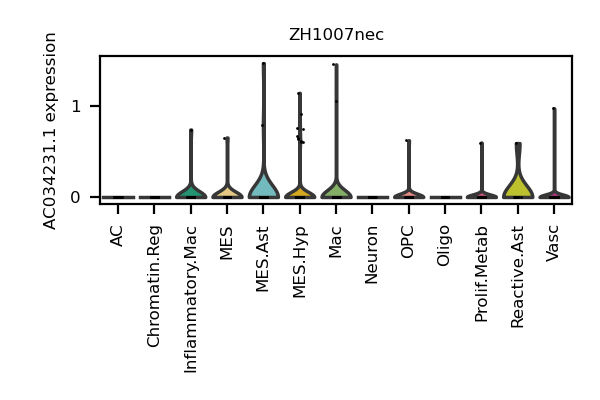 ZH1007nec
AC034231.1 expression
1
0
AC
Chromatin.Reg
Inflammatory.Mac
MES
MES.Ast
MES.Hyp
Mac
Neuron
OPC
Oligo
Prolif.Metab
Reactive.Ast
Vasc